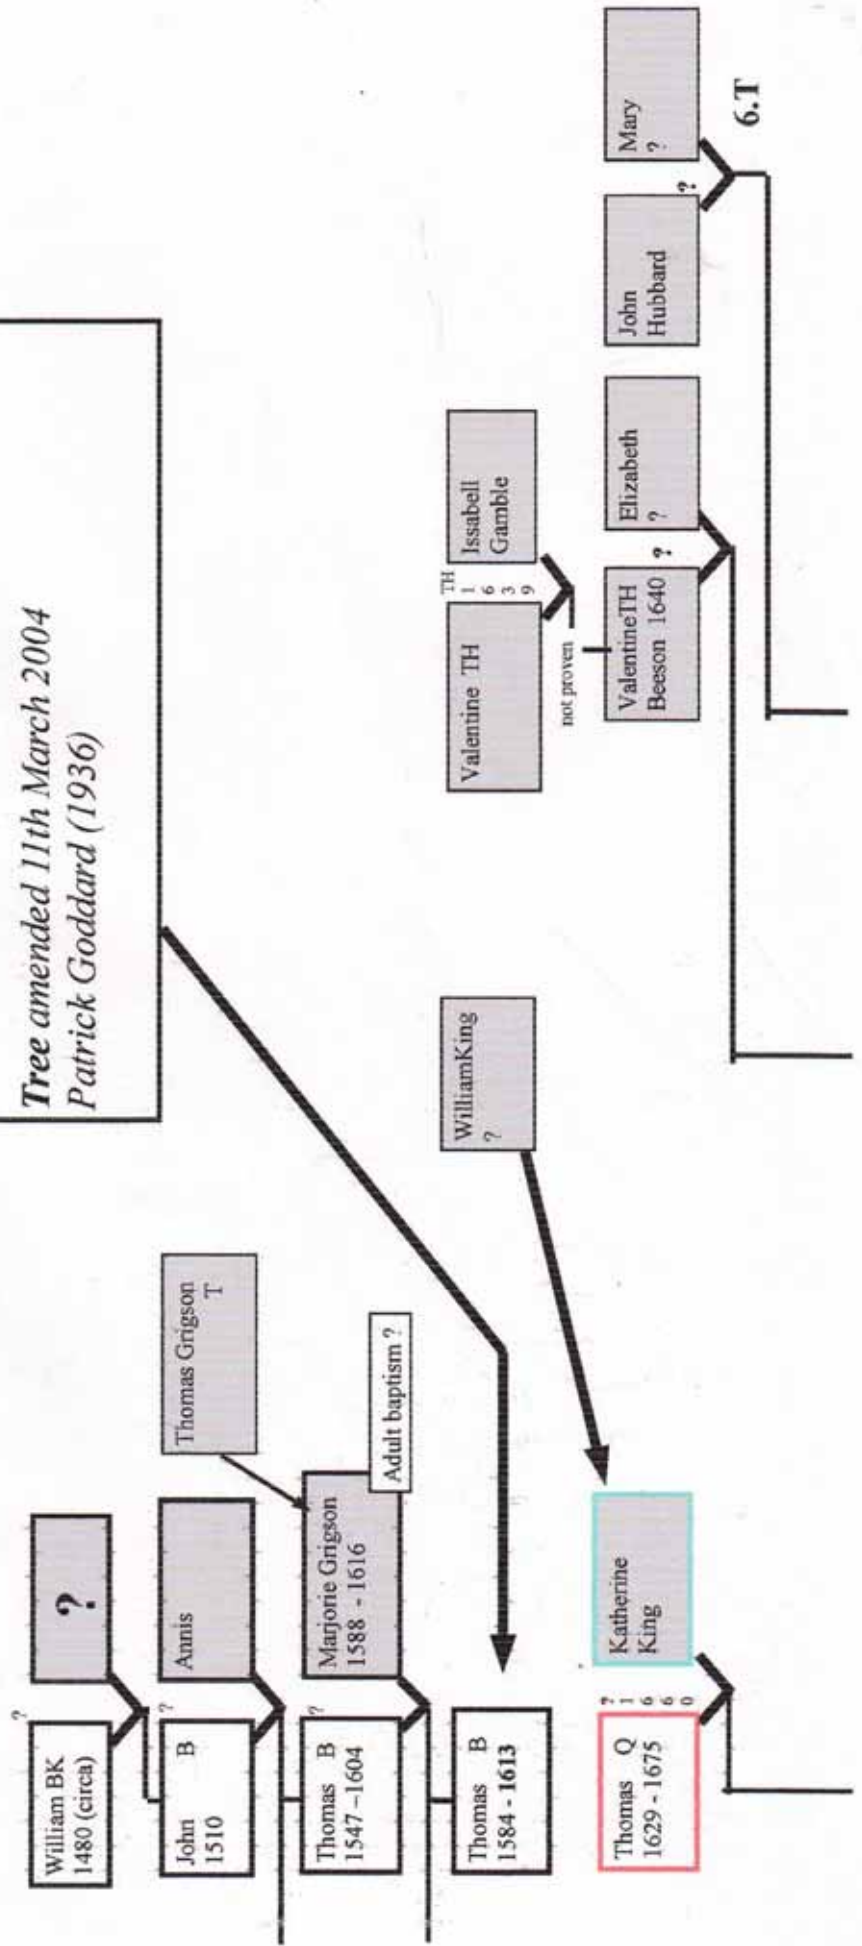 Tree amended 11th March 2004
Patrick Goddard (1936)
?
William BK
1480 (circa)
?
?
John B
1510
Annis
Thomas Grigson
T
?
Thomas B
1547 –1604
Marjorie Grigson
1588 - 1616
Adult baptism ?
Thomas B
1584 - 1613
WilliamKing
?
Valentine TH
TH
1
6
3
9
Issabell
Gamble
not proven
Thomas Q
1629 - 1675
?
1
6
6
0
Katherine
King
ValentineTH
Beeson 1640
?
Elizabeth
?
John
Hubbard
?
Mary
?
6.T